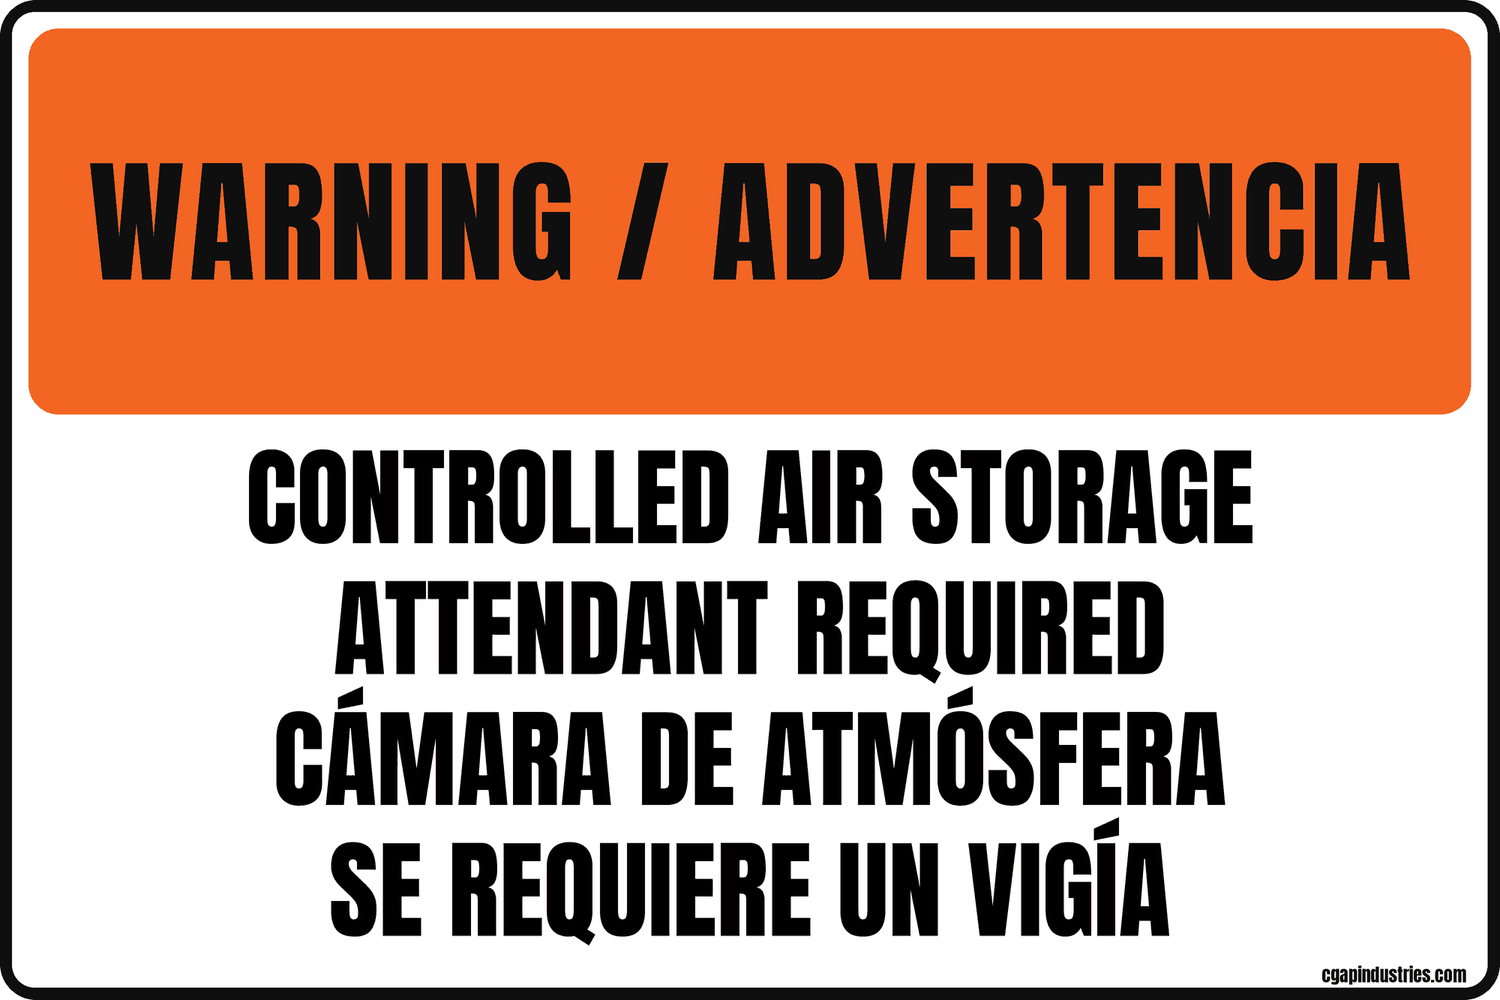 WARNING / ADVERTENCIA
CONTROLLED AIR STORAGE
ATTENDANT REQUIRED
CÁMARA DE ATMÓSFERA
SE REQUIERE UN VIGÍA
cgapindustries.com